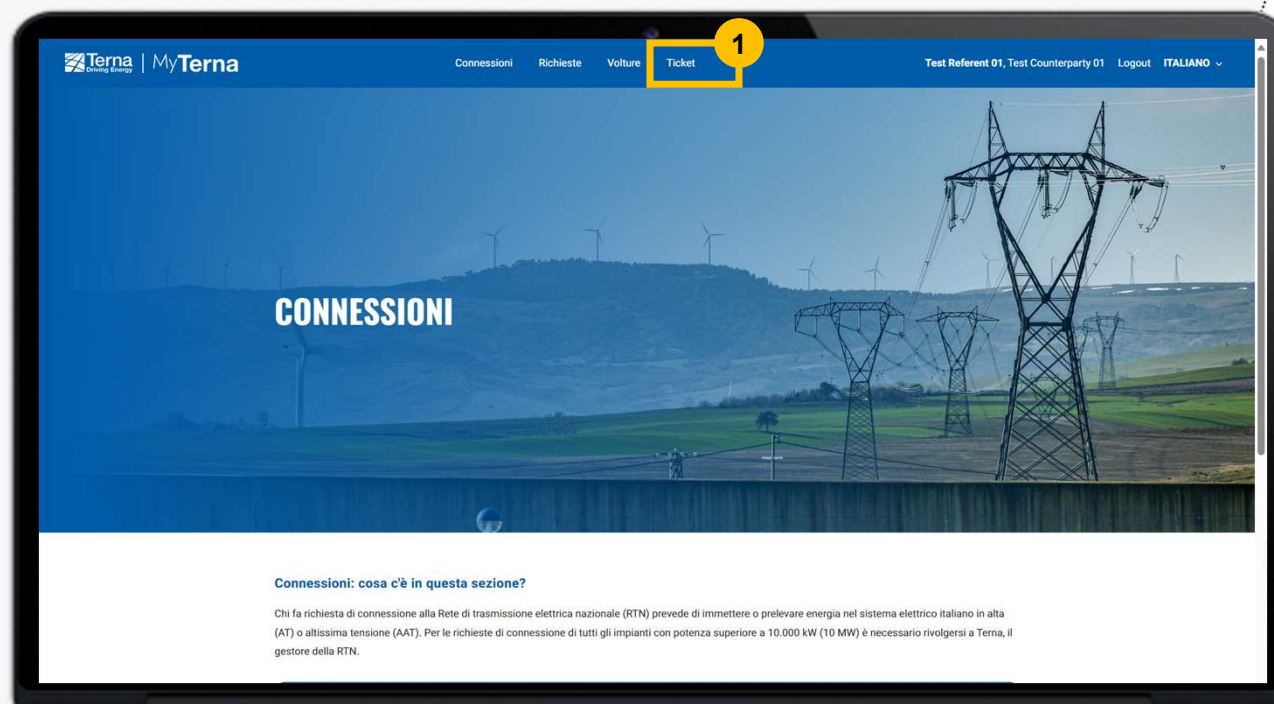 1
Terna
Driving Energy
MyTerna
Connessioni Richieste Volture Ticket
Test Referent 01, Test Counterparty 01 Logout ITALIANO
CONNESSIONI
Connessioni: cosa c'è in questa sezione?
Chi fa richiesta di connessione alla Rete di trasmissione elettrica nazionale (RTN) prevede di immettere o prelevare energia nel sistema elettrico italiano in alta
(AT) o altissima tensione (AAT). Per le richieste di connessione di tutti gli impianti con potenza superiore a 10.000 kW (10 MW) è necessario rivolgersi a Terna, il
gestore della RTN.